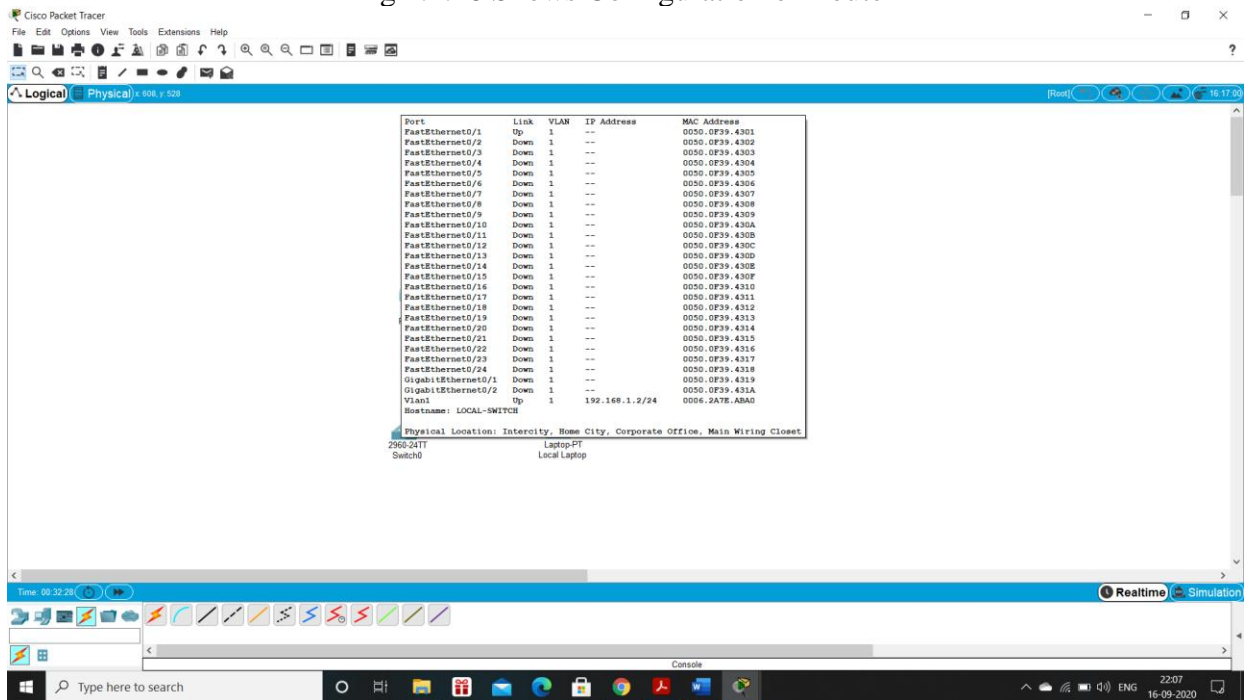 Cisco Packet Tracer
File Edit Options View Tools Extensions Help
?
Logical Physical x: 608, y: 528 [Root] 16:17:00
Port Link VLAN IP Address MAC Address
FastEthernet0/1 Up 1 -- 0050.0F39.4301
FastEthernet0/2 Down 1 -- 0050.0F39.4302
FastEthernet0/3 Down 1 -- 0050.0F39.4303
FastEthernet0/4 Down 1 -- 0050.0F39.4304
FastEthernet0/5 Down 1 -- 0050.0F39.4305
FastEthernet0/6 Down 1 -- 0050.0F39.4306
FastEthernet0/7 Down 1 -- 0050.0F39.4307
FastEthernet0/8 Down 1 -- 0050.0F39.4308
FastEthernet0/9 Down 1 -- 0050.0F39.4309
FastEthernet0/10 Down 1 -- 0050.0F39.430A
FastEthernet0/11 Down 1 -- 0050.0F39.430B
FastEthernet0/12 Down 1 -- 0050.0F39.430C
FastEthernet0/13 Down 1 -- 0050.0F39.430D
FastEthernet0/14 Down 1 -- 0050.0F39.430E
FastEthernet0/15 Down 1 -- 0050.0F39.430F
FastEthernet0/16 Down 1 -- 0050.0F39.4310
FastEthernet0/17 Down 1 -- 0050.0F39.4311
FastEthernet0/18 Down 1 -- 0050.0F39.4312
FastEthernet0/19 Down 1 -- 0050.0F39.4313
FastEthernet0/20 Down 1 -- 0050.0F39.4314
FastEthernet0/21 Down 1 -- 0050.0F39.4315
FastEthernet0/22 Down 1 -- 0050.0F39.4316
FastEthernet0/23 Down 1 -- 0050.0F39.4317
FastEthernet0/24 Down 1 -- 0050.0F39.4318
GigabitEthernet0/1 Down 1 -- 0050.0F39.4319
GigabitEthernet0/2 Down 1 -- 0050.0F39.431A
Vlan1 Up 1 192.168.1.2/24 0006.2A7E.ABA0
Hostname: LOCAL-SWITCH
Physical Location: Intercity, Home City, Corporate Office, Main Wiring Closet
2960-24TT Laptop-PT
Switch0 Local Laptop
Time: 00:32:28 Realtime Simulation
Console
Type here to search
ENG 22:07
16-09-2020